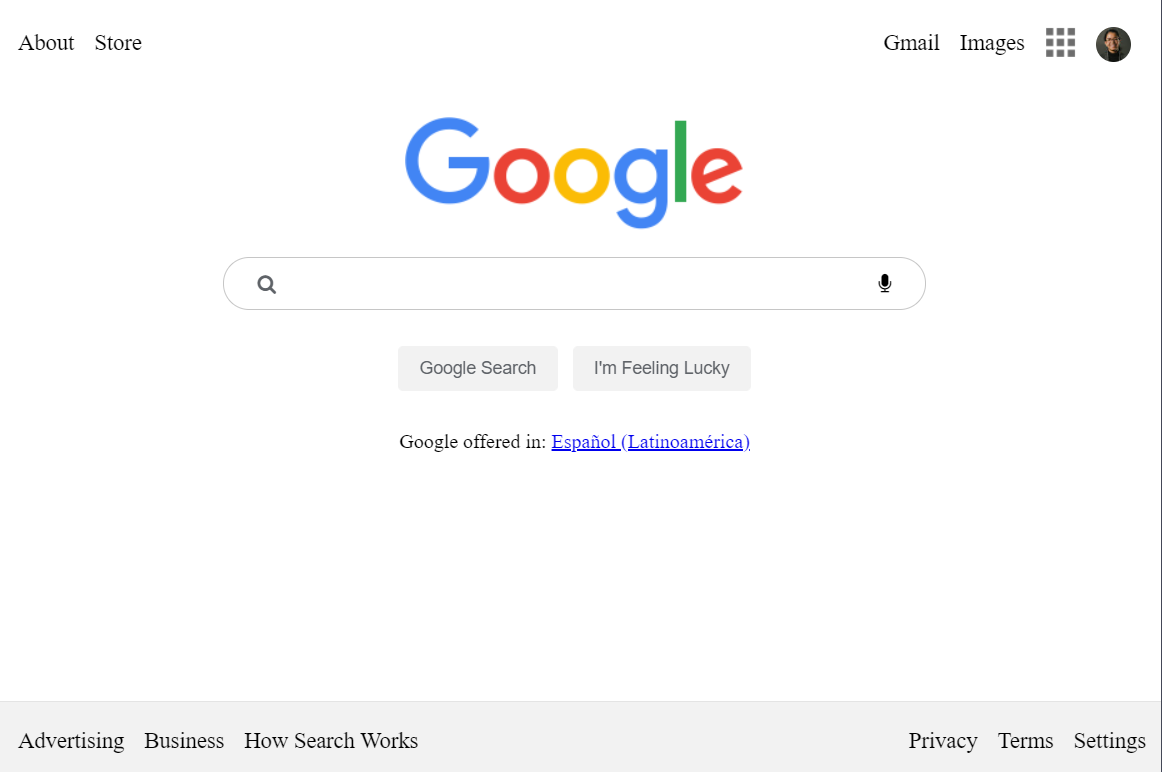 About Store Gmail Images
Google
Google Search I'm Feeling Lucky
Google offered in: Español (Latinoamérica)
Advertising Business How Search Works Privacy Terms Settings